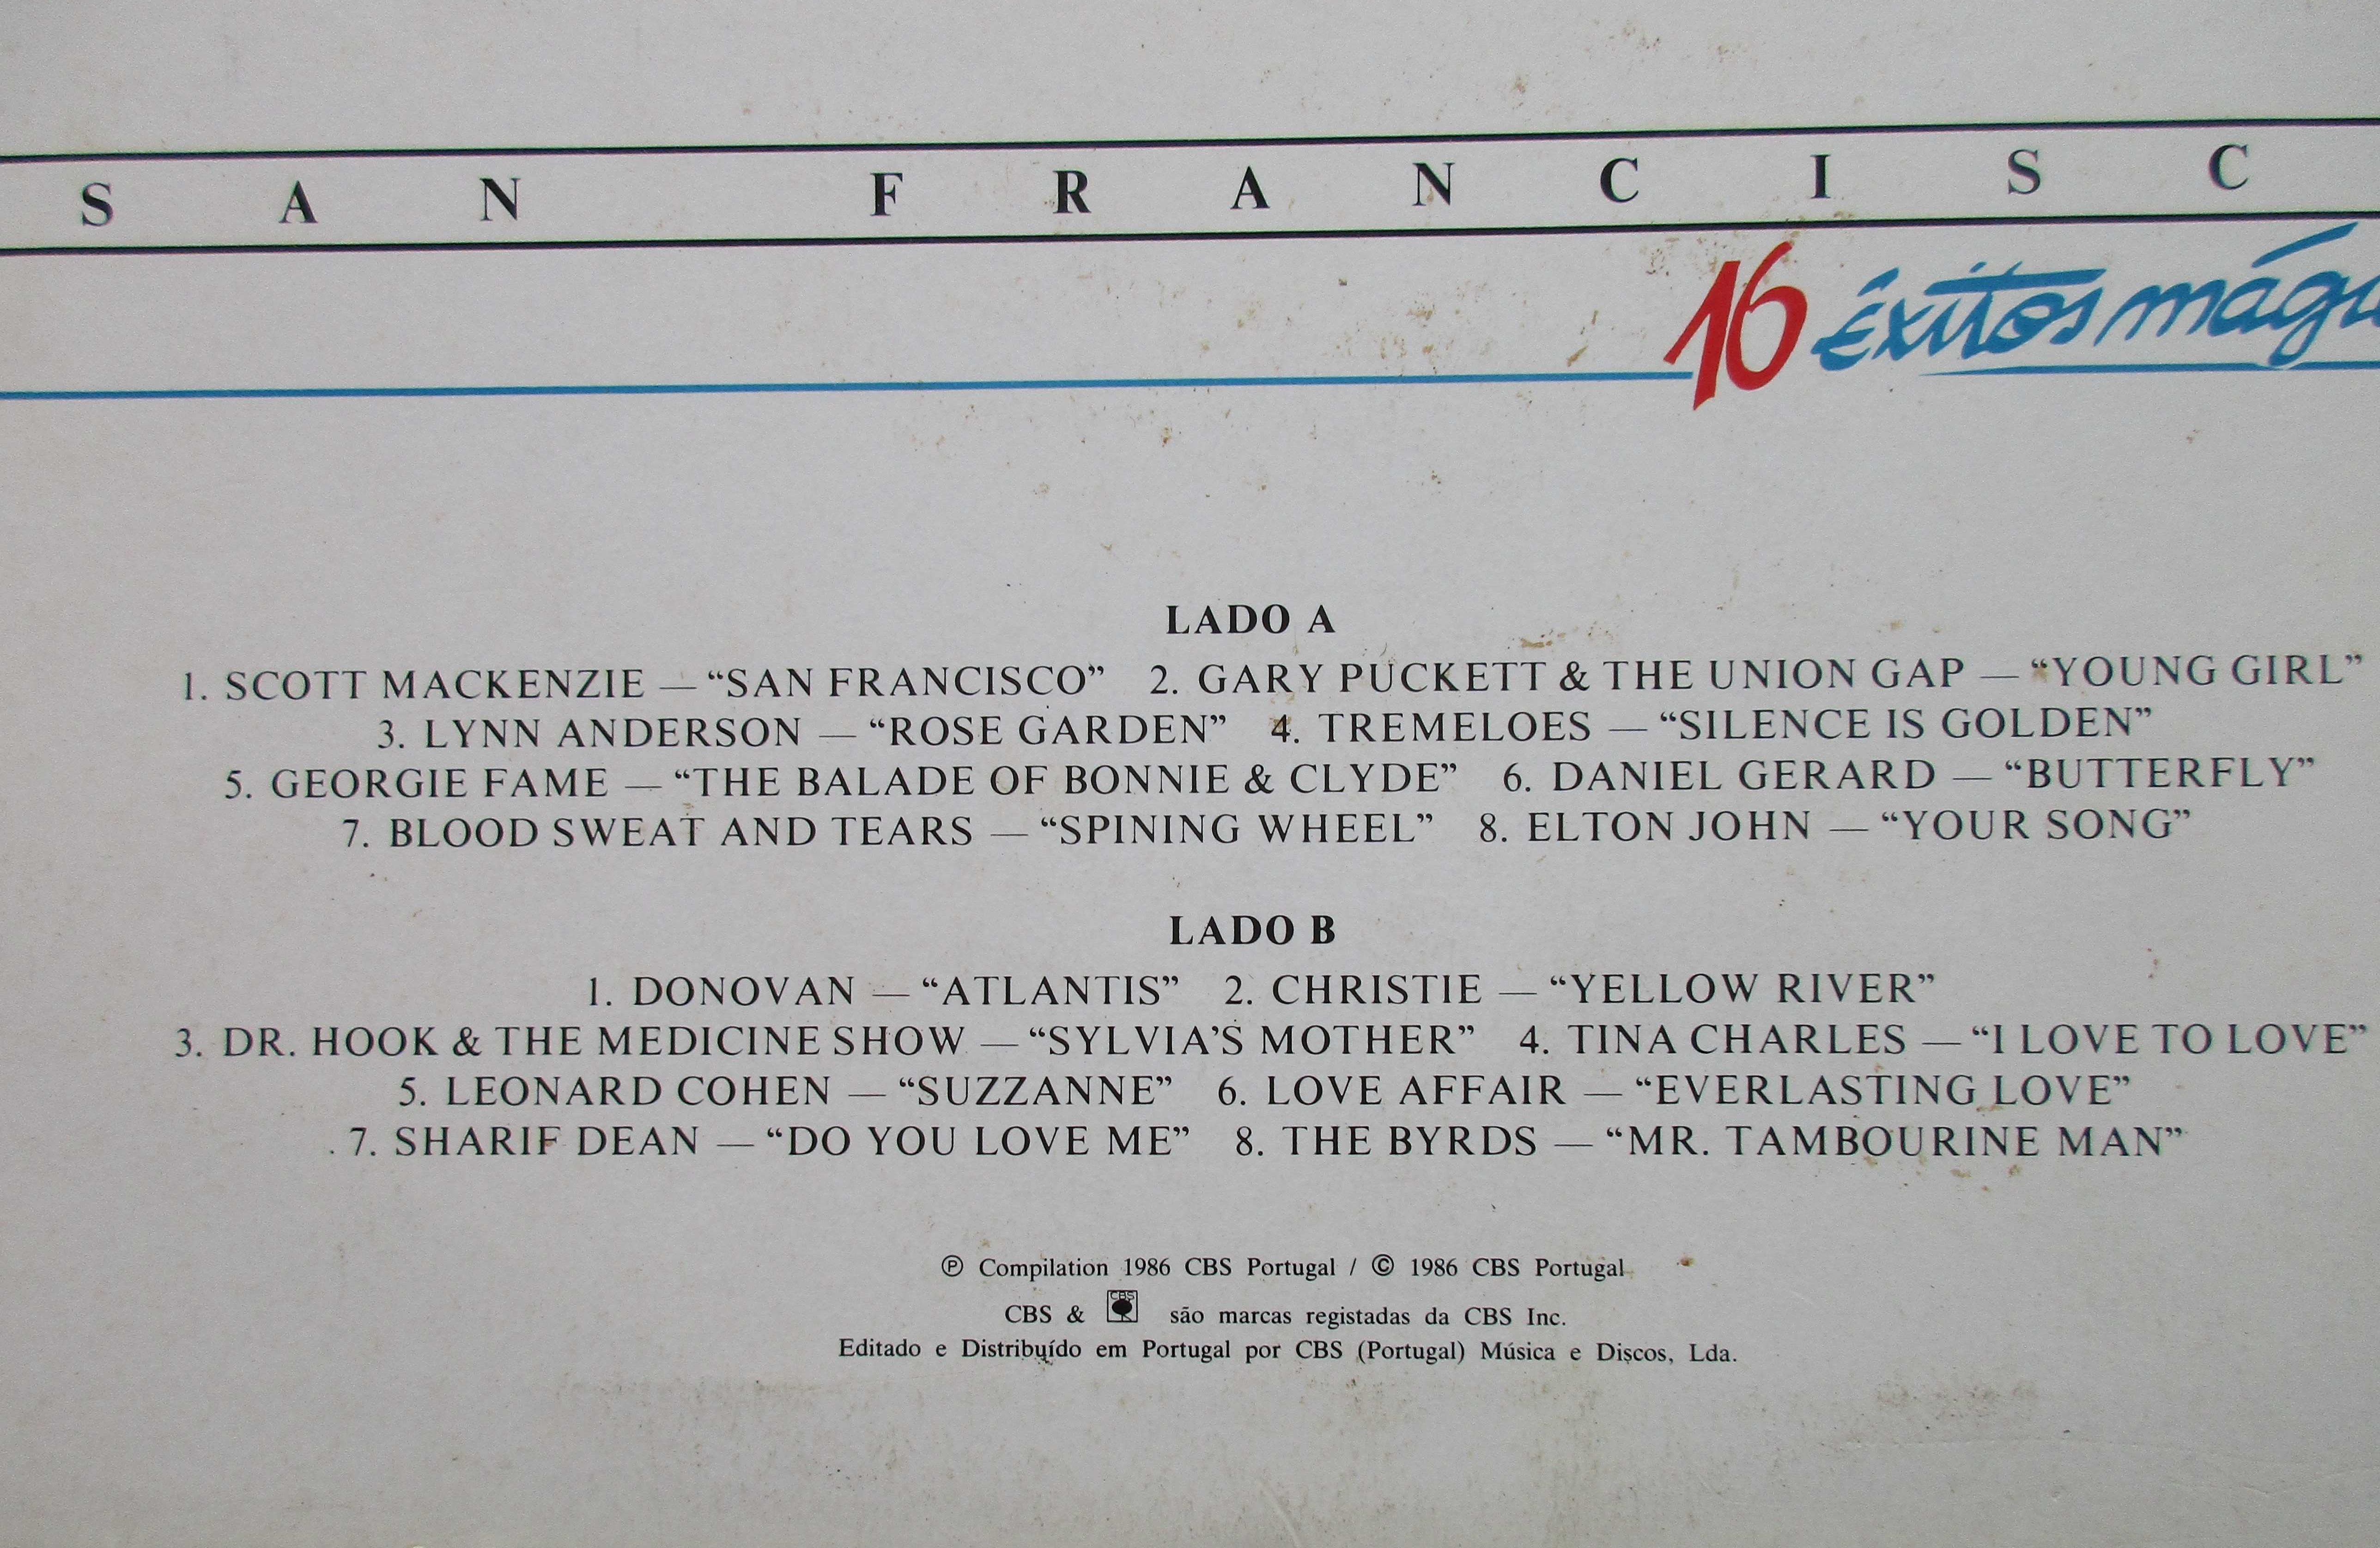 SAN FRANCISC
16 êxitos mági
LADO A
1. SCOTT MACKENZIE — “SAN FRANCISCO” 2. GARY PUCKETT & THE UNION GAP — “YOUNG GIRL”
3. LYNN ANDERSON — “ROSE GARDEN” 4. TREMELOES — “SILENCE IS GOLDEN”
5. GEORGIE FAME — “THE BALADE OF BONNIE & CLYDE” 6. DANIEL GERARD — “BUTTERFLY”
7. BLOOD SWEAT AND TEARS — “SPINING WHEEL” 8. ELTON JOHN — “YOUR SONG”
LADO B
1. DONOVAN — “ATLANTIS” 2. CHRISTIE — “YELLOW RIVER”
3. DR. HOOK & THE MEDICINE SHOW — “SYLVIA’S MOTHER” 4. TINA CHARLES — “I LOVE TO LOVE”
5. LEONARD COHEN — “SUZZANNE” 6. LOVE AFFAIR — “EVERLASTING LOVE”
7. SHARIF DEAN — “DO YOU LOVE ME” 8. THE BYRDS — “MR. TAMBOURINE MAN”
℗ Compilation 1986 CBS Portugal / © 1986 CBS Portugal
CBS & CBS são marcas registadas da CBS Inc.
Editado e Distribuído em Portugal por CBS (Portugal) Música e Discos, Lda.